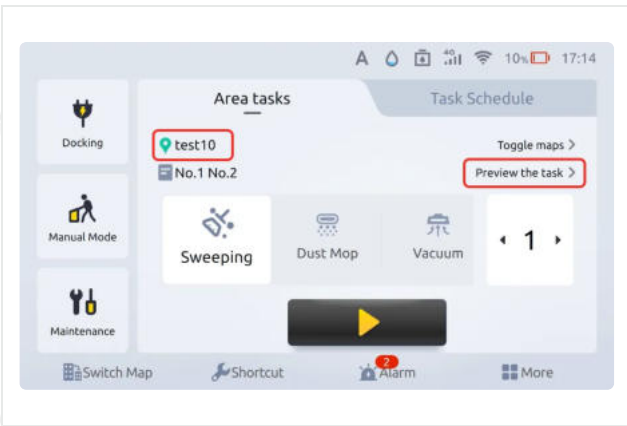 A 4G 10% 17:14
Docking
Manual Mode
Maintenance
Area tasks
Task Schedule
test10
Toggle maps >
No.1 No.2
Preview the task >
Sweeping
Dust Mop
Vacuum
1
Switch Map
Shortcut
2
Alarm
More